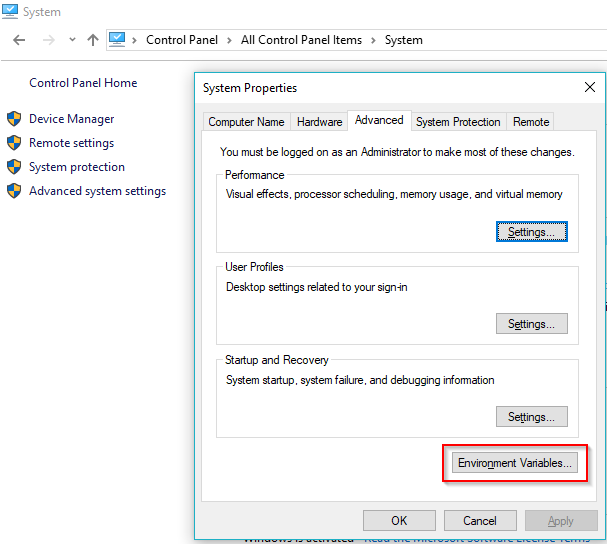 System
Control Panel > All Control Panel Items > System
Control Panel Home
Device Manager
Remote settings
System protection
Advanced system settings
System Properties
Computer Name Hardware Advanced System Protection Remote
You must be logged on as an Administrator to make most of these changes.
Performance
Visual effects, processor scheduling, memory usage, and virtual memory
Settings...
User Profiles
Desktop settings related to your sign-in
Settings...
Startup and Recovery
System startup, system failure, and debugging information
Settings...
Environment Variables...
OK Cancel Apply
Windows is activated Read the Microsoft Software License Terms